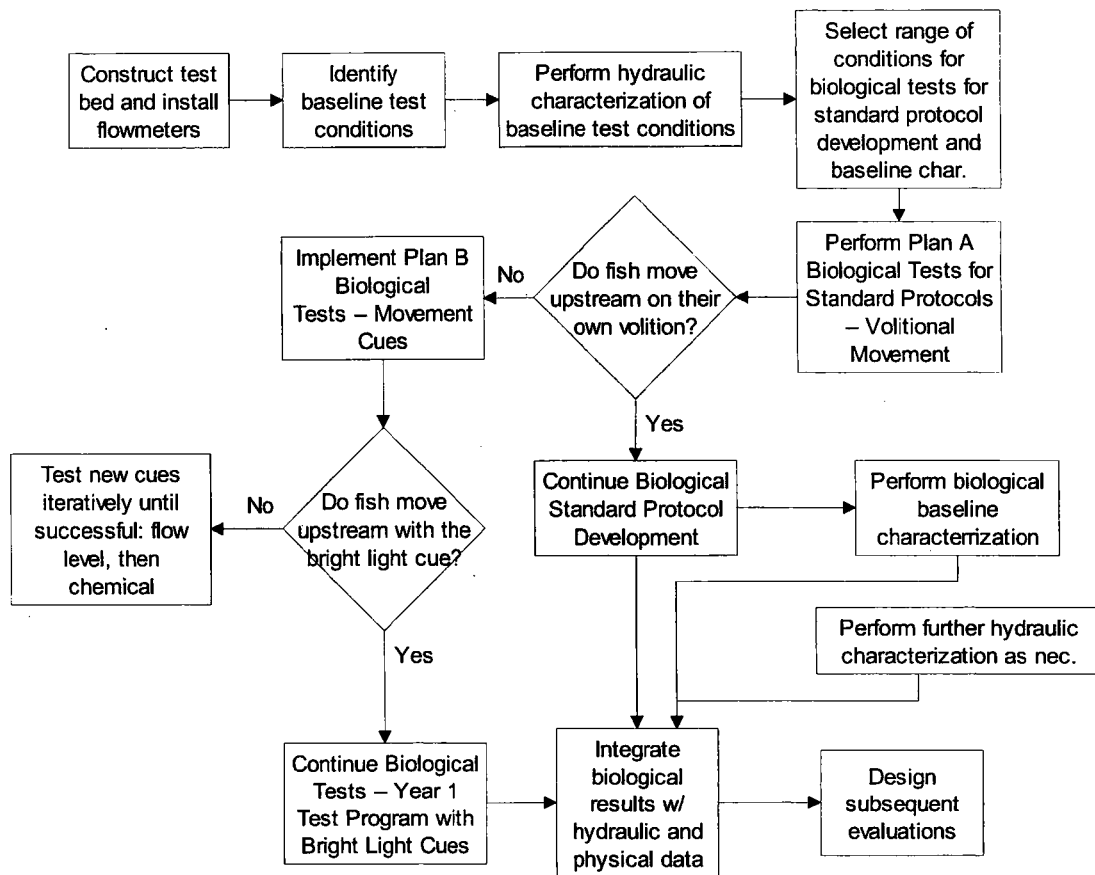 Construct test
bed and install
flowmeters
Identify
baseline test
conditions
Perform hydraulic
characterization of
baseline test conditions
Select range of
conditions for
biological tests for
standard protocol
development and
baseline char.
Perform Plan A
Biological Tests for
Standard Protocols
– Volitional
Movement
Do fish move
upstream on their
own volition?
No
Implement Plan B
Biological
Tests – Movement
Cues
Yes
Do fish move
upstream with the
bright light cue?
No
Test new cues
iteratively until
successful: flow
level, then
chemical
Continue Biological
Standard Protocol
Development
Perform biological
baseline
characterrization
Perform further hydraulic
characterization as nec.
Yes
Continue Biological
Tests – Year 1
Test Program with
Bright Light Cues
Integrate
biological
results w/
hydraulic and
physical data
Design
subsequent
evaluations